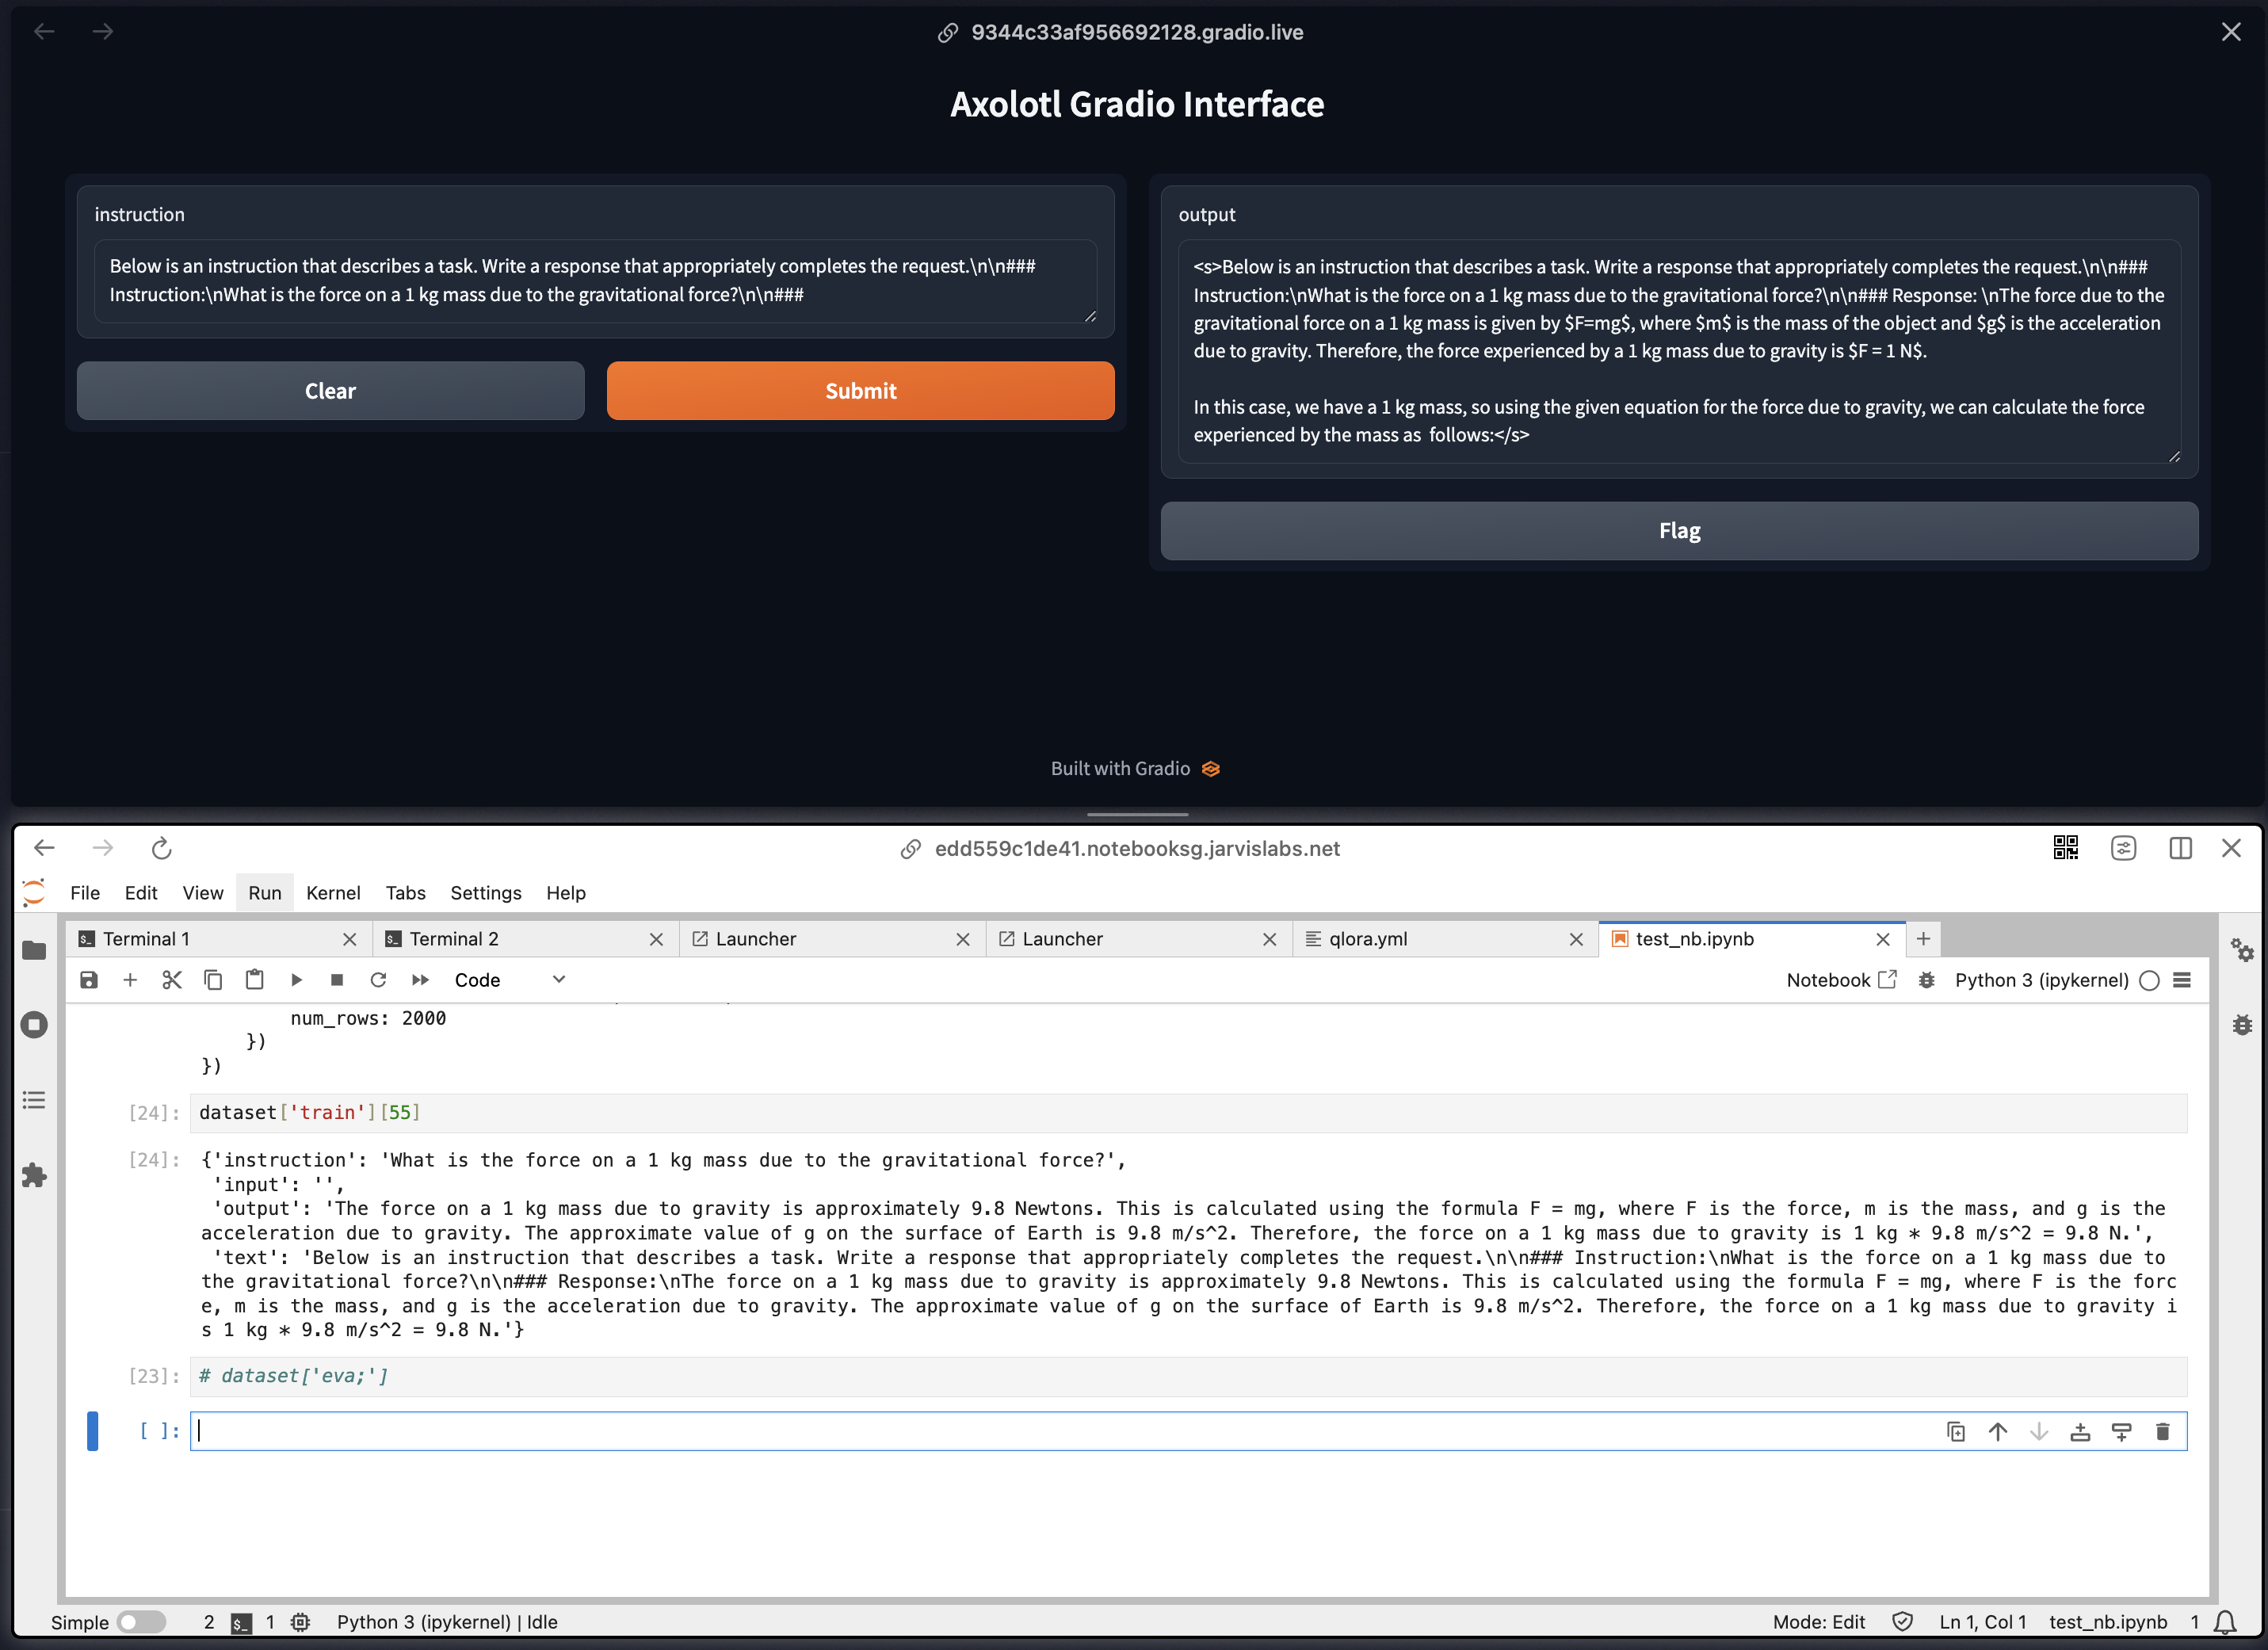 9344c33af956692128.gradio.live
Axolotl Gradio Interface
instruction
Below is an instruction that describes a task. Write a response that appropriately completes the request.\n\n###
Instruction:\nWhat is the force on a 1 kg mass due to the gravitational force?\n\n###
Clear
Submit
output
<s>Below is an instruction that describes a task. Write a response that appropriately completes the request.\n\n###
Instruction:\nWhat is the force on a 1 kg mass due to the gravitational force?\n\n### Response: \nThe force due to the
gravitational force on a 1 kg mass is given by $F=mg$, where $m$ is the mass of the object and $g$ is the acceleration
due to gravity. Therefore, the force experienced by a 1 kg mass due to gravity is $F = 1 N$.
In this case, we have a 1 kg mass, so using the given equation for the force due to gravity, we can calculate the force
experienced by the mass as  follows:</s>
Flag
Built with Gradio
edd559c1de41.notebooksg.jarvislabs.net
File Edit View Run Kernel Tabs Settings Help
Terminal 1 Terminal 2 Launcher Launcher qlora.yml test_nb.ipynb
Code Notebook Python 3 (ipykernel)
num_rows: 2000
})
})
[24]: dataset['train'][55]
[24]: {'instruction': 'What is the force on a 1 kg mass due to the gravitational force?',
'input': '',
'output': 'The force on a 1 kg mass due to gravity is approximately 9.8 Newtons. This is calculated using the formula F = mg, where F is the force, m is the mass, and g is the
acceleration due to gravity. The approximate value of g on the surface of Earth is 9.8 m/s^2. Therefore, the force on a 1 kg mass due to gravity is 1 kg * 9.8 m/s^2 = 9.8 N.',
'text': 'Below is an instruction that describes a task. Write a response that appropriately completes the request.\n\n### Instruction:\nWhat is the force on a 1 kg mass due to
the gravitational force?\n\n### Response:\nThe force on a 1 kg mass due to gravity is approximately 9.8 Newtons. This is calculated using the formula F = mg, where F is the forc
e, m is the mass, and g is the acceleration due to gravity. The approximate value of g on the surface of Earth is 9.8 m/s^2. Therefore, the force on a 1 kg mass due to gravity i
s 1 kg * 9.8 m/s^2 = 9.8 N.'}
[23]: # dataset['eva;']
[ ]:
Simple 2 $_ 1 Python 3 (ipykernel) | Idle Mode: Edit Ln 1, Col 1 test_nb.ipynb 1